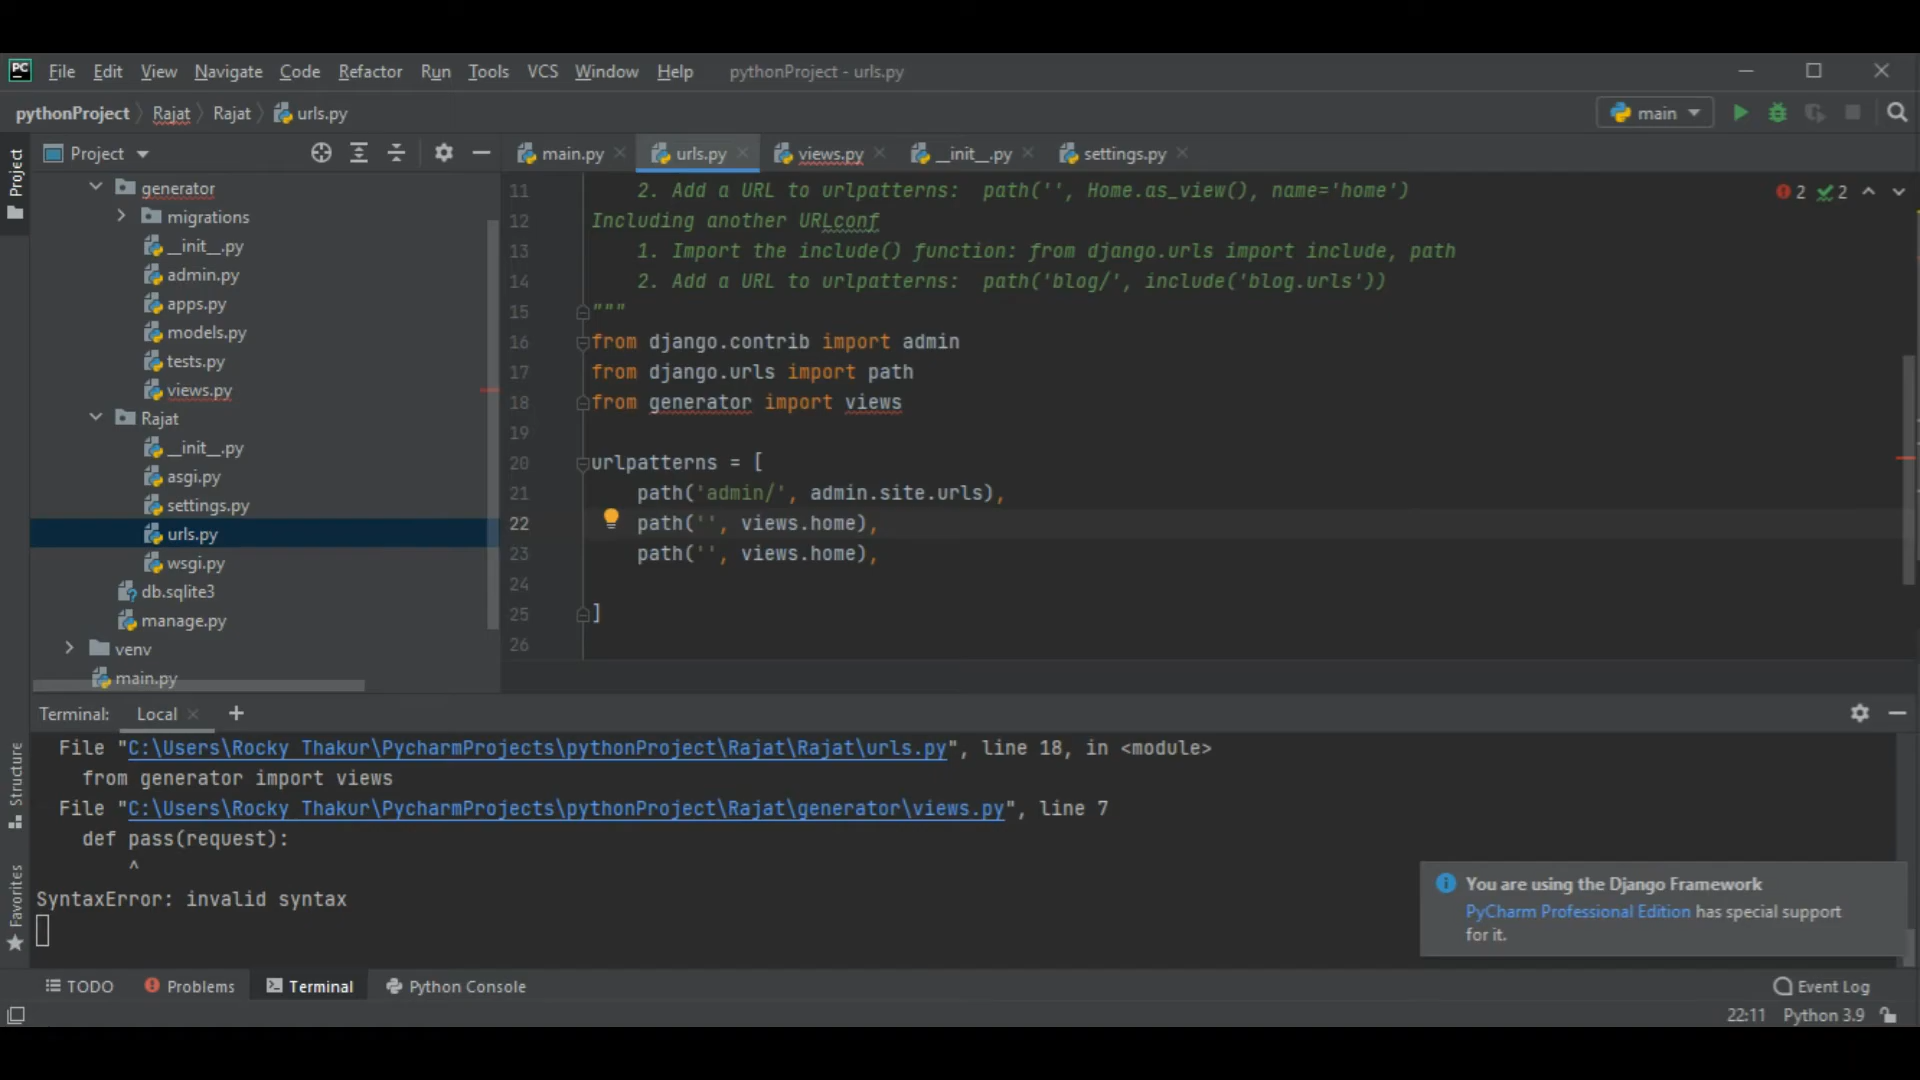 PC File Edit View Navigate Code Refactor Run Tools VCS Window Help pythonProject - urls.py
pythonProject Rajat Rajat urls.py main
Project main.py urls.py views.py __init__.py settings.py
Project
generator
migrations
__init__.py
admin.py
apps.py
models.py
tests.py
views.py
Rajat
__init__.py
asgi.py
settings.py
urls.py
wsgi.py
db.sqlite3
manage.py
venv
main.py
2 2
11 2. Add a URL to urlpatterns:  path('', Home.as_view(), name='home')
12 Including another URLconf
13 1. Import the include() function: from django.urls import include, path
14 2. Add a URL to urlpatterns:  path('blog/', include('blog.urls'))
15 """
16 from django.contrib import admin
17 from django.urls import path
18 from generator import views
19
20 urlpatterns = [
21 path('admin/', admin.site.urls),
22 path('', views.home),
23 path('', views.home),
24
25 ]
26
Terminal: Local
File "C:\Users\Rocky Thakur\PycharmProjects\pythonProject\Rajat\Rajat\urls.py", line 18, in <module>
from generator import views
File "C:\Users\Rocky Thakur\PycharmProjects\pythonProject\Rajat\generator\views.py", line 7
def pass(request):
^
SyntaxError: invalid syntax
Structure
Favorites
You are using the Django Framework
PyCharm Professional Edition has special support
for it.
TODO Problems Terminal Python Console Event Log
22:11 Python 3.9